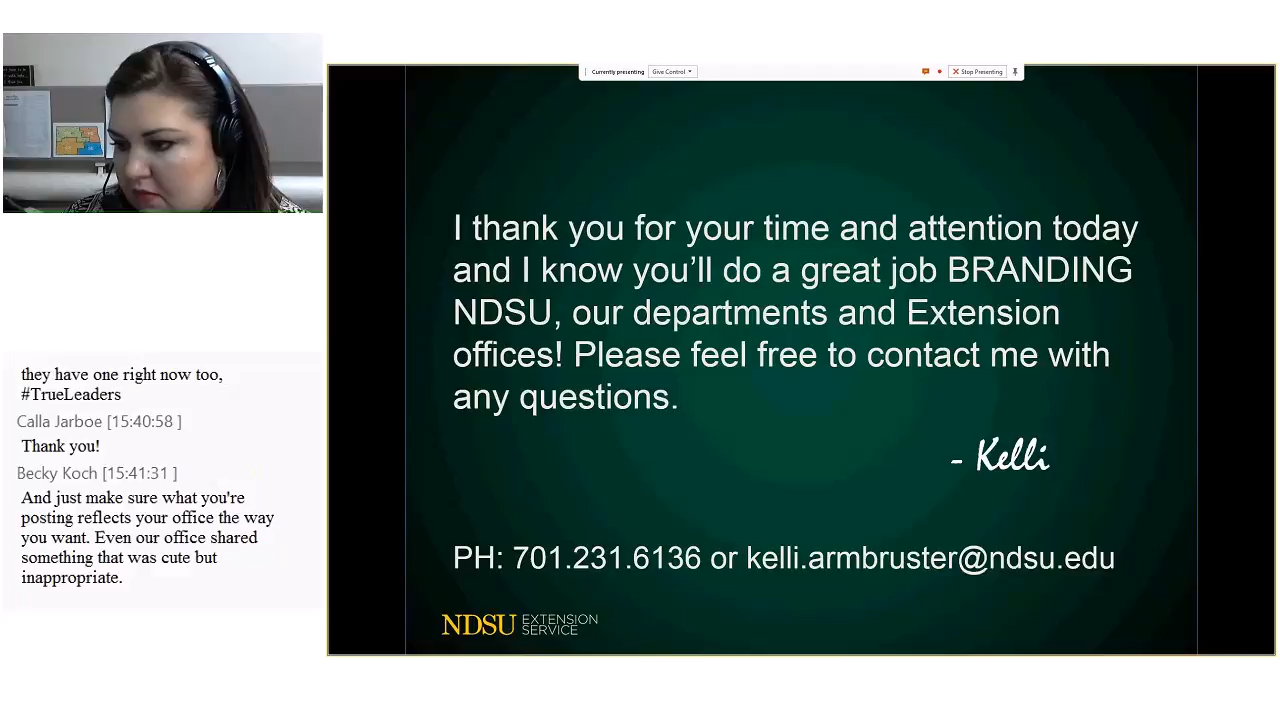 Currently presenting Give Control Stop Presenting
they have one right now too,
#TrueLeaders
Calla Jarboe [15:40:58 ]
Thank you!
Becky Koch [15:41:31 ]
And just make sure what you're
posting reflects your office the way
you want. Even our office shared
something that was cute but
inappropriate.
I thank you for your time and attention today
and I know you’ll do a great job BRANDING
NDSU, our departments and Extension
offices! Please feel free to contact me with
any questions.
- Kelli
PH: 701.231.6136 or kelli.armbruster@ndsu.edu
NDSU EXTENSION
SERVICE